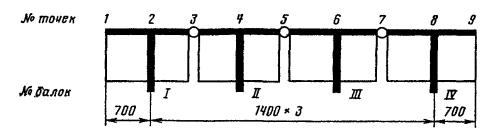 № точек 1 2 3 4 5 6 7 8 9
№ балок I II III IV
700 1400 × 3 700